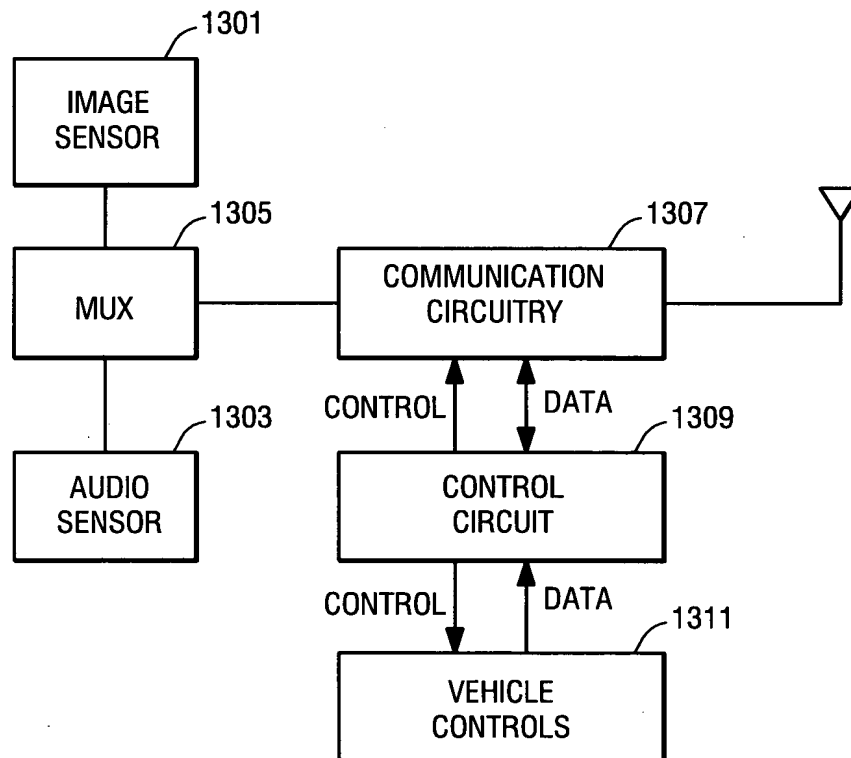 1301
IMAGE
SENSOR
1305
MUX
1307
COMMUNICATION
CIRCUITRY
1303
AUDIO
SENSOR
CONTROL
DATA
1309
CONTROL
CIRCUIT
CONTROL
DATA
1311
VEHICLE
CONTROLS